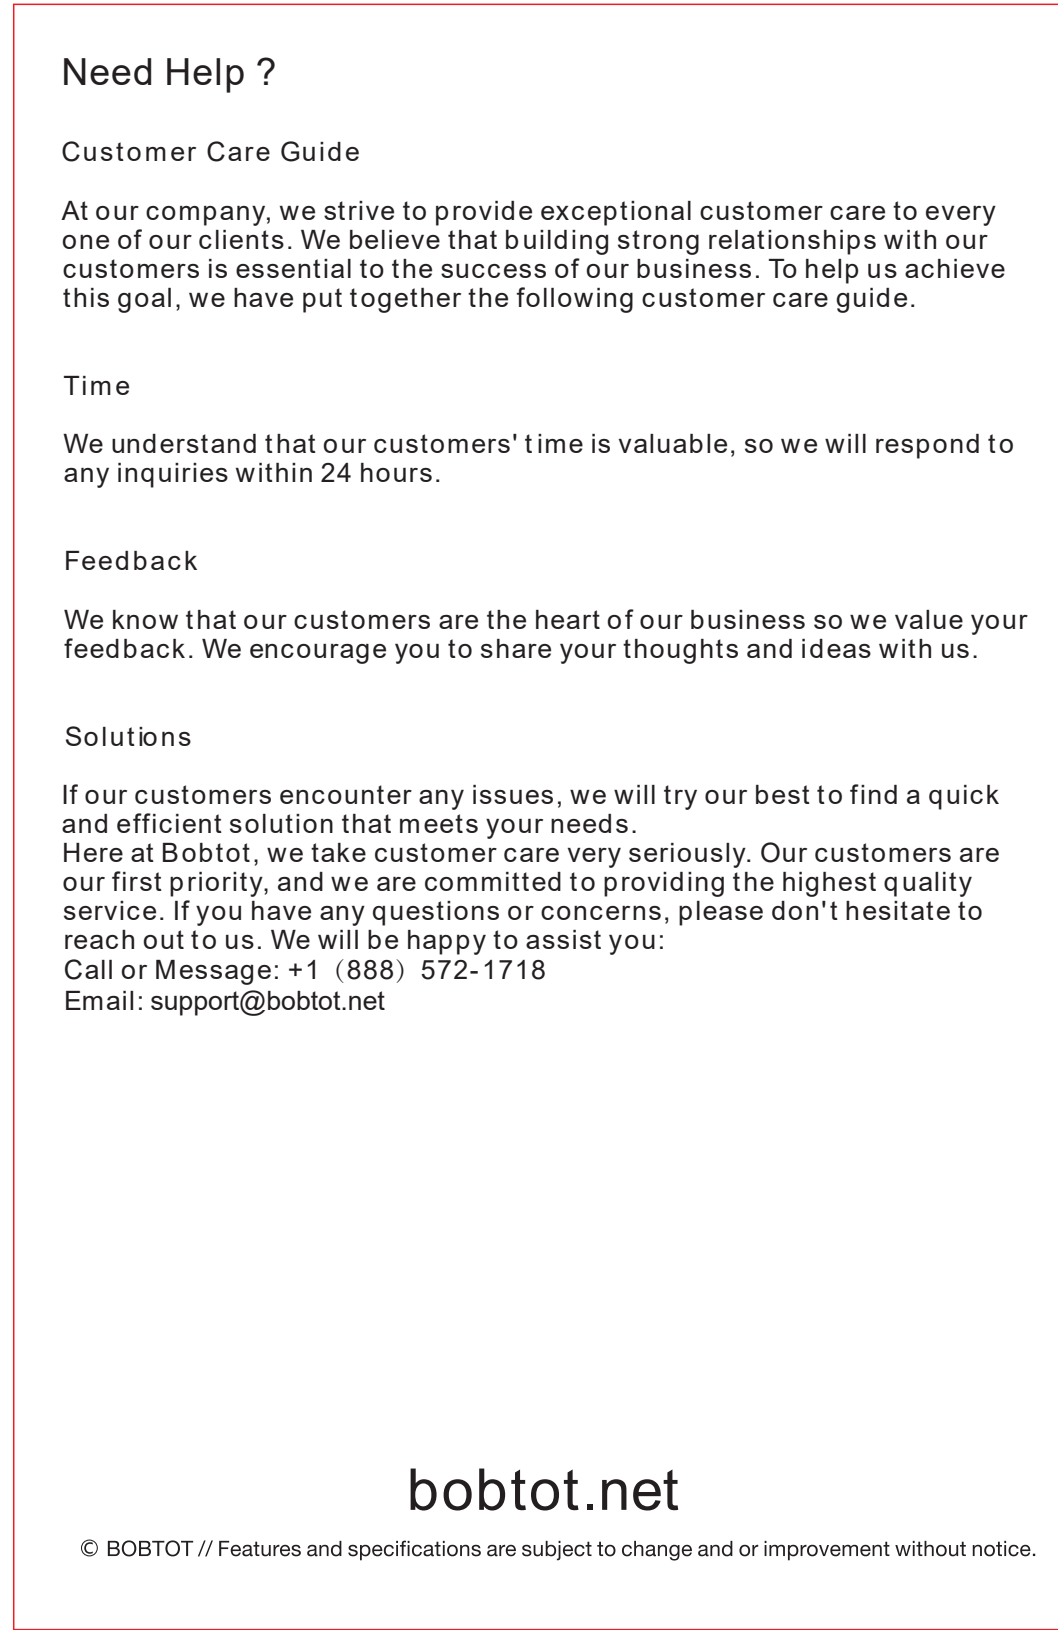 Need Help ?
Customer Care Guide
At our company, we strive to provide exceptional customer care to every
one of our clients. We believe that building strong relationships with our
customers is essential to the success of our business. To help us achieve
this goal, we have put together the following customer care guide.
Time
We understand that our customers' time is valuable, so we will respond to
any inquiries within 24 hours.
Feedback
We know that our customers are the heart of our business so we value your
feedback. We encourage you to share your thoughts and ideas with us.
Solutions
If our customers encounter any issues, we will try our best to find a quick
and efficient solution that meets your needs.
Here at Bobtot, we take customer care very seriously. Our customers are
our first priority, and we are committed to providing the highest quality
service. If you have any questions or concerns, please don't hesitate to
reach out to us. We will be happy to assist you:
Call or Message: +1（888）572-1718
Email: support@bobtot.net
bobtot.net
© BOBTOT // Features and specifications are subject to change and or improvement without notice.